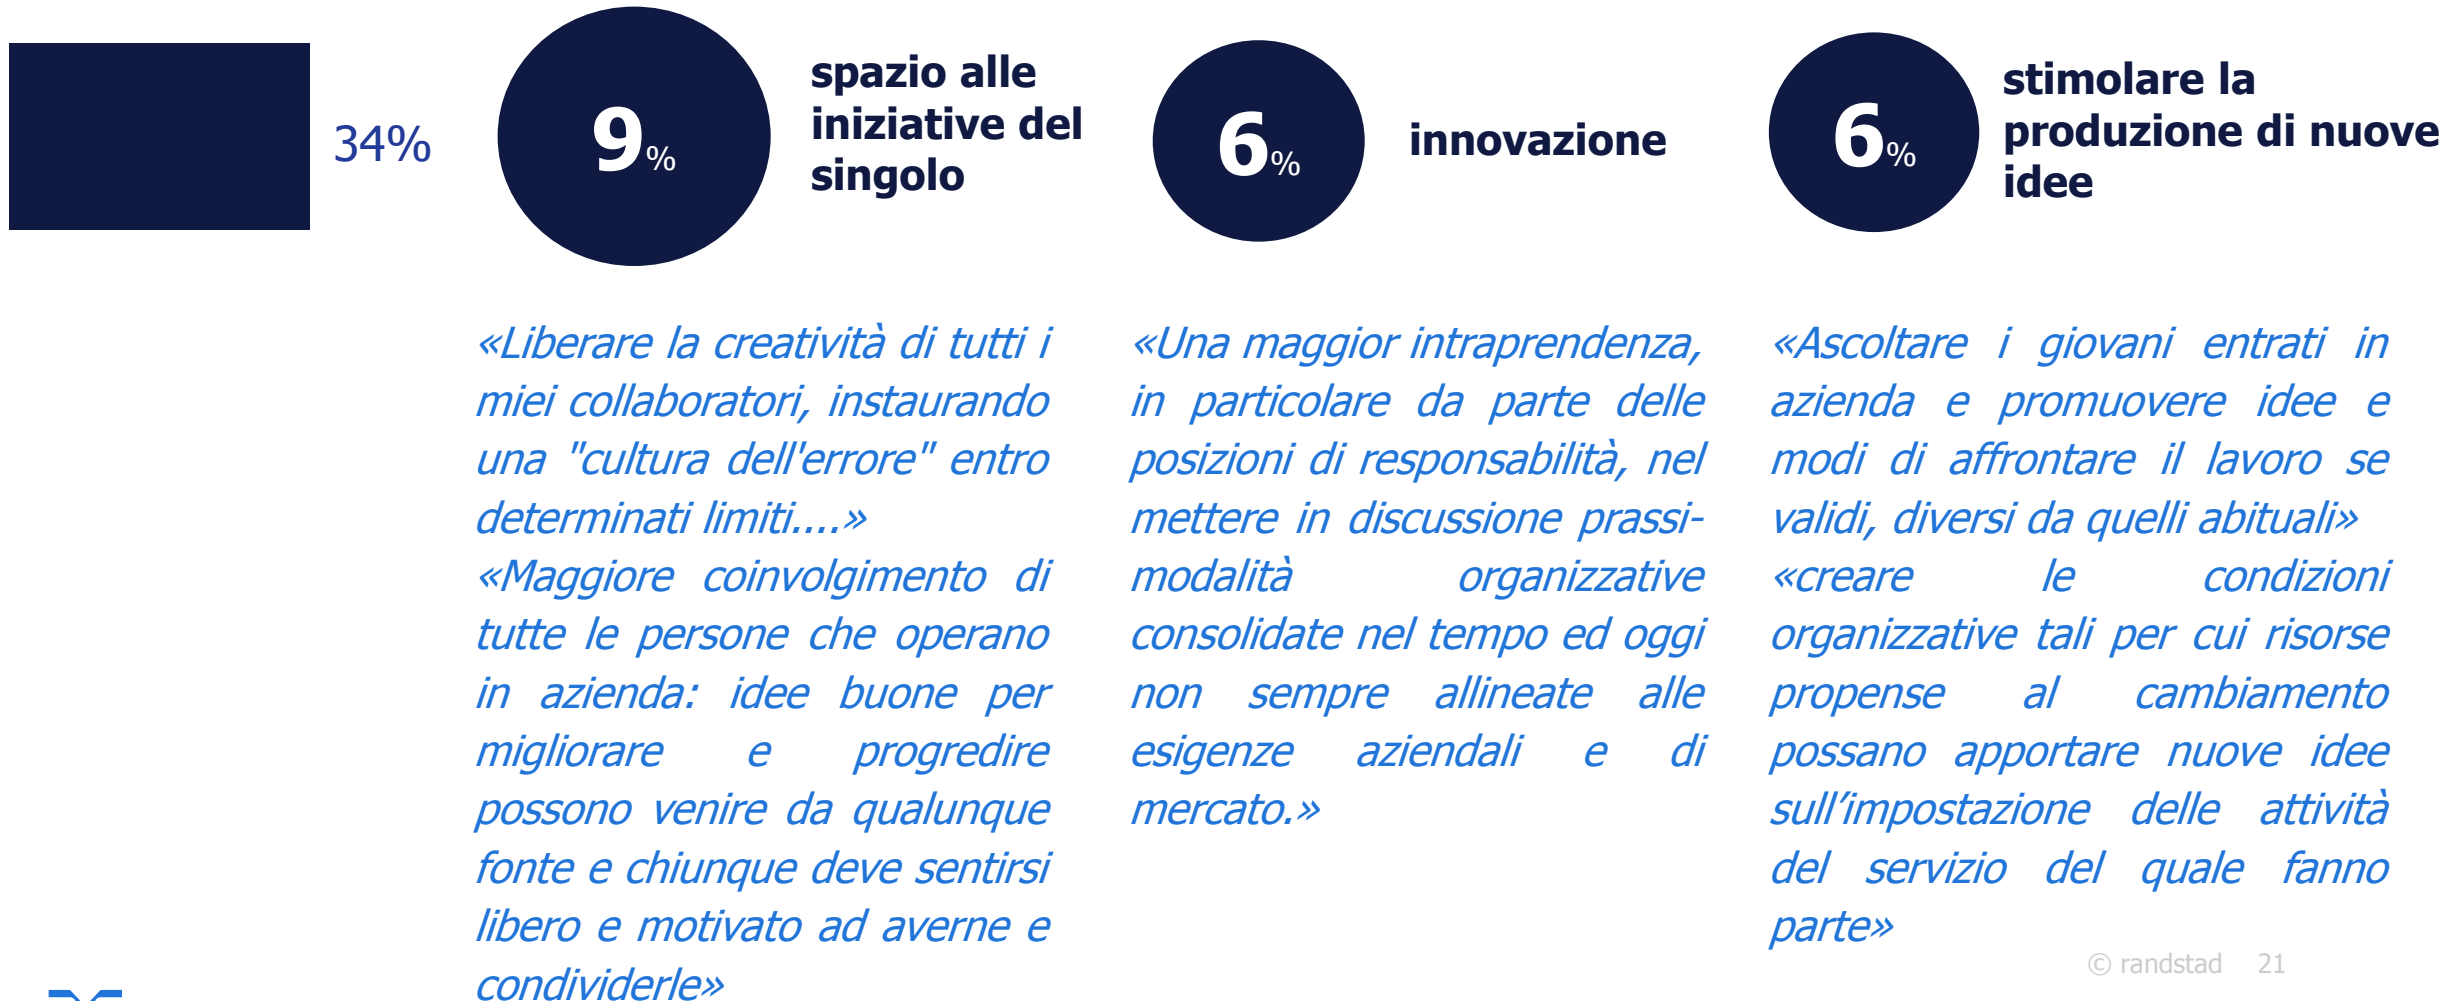 34%
9%
spazio alle
iniziative del
singolo
6%
innovazione
6%
stimolare la
produzione di nuove
idee
«Liberare la creatività di tutti i
miei collaboratori, instaurando
una "cultura dell'errore" entro
determinati limiti....»
«Maggiore coinvolgimento di
tutte le persone che operano
in azienda: idee buone per
migliorare e progredire
possono venire da qualunque
fonte e chiunque deve sentirsi
libero e motivato ad averne e
condividerle»
«Una maggior intraprendenza,
in particolare da parte delle
posizioni di responsabilità, nel
mettere in discussione prassi-
modalità organizzative
consolidate nel tempo ed oggi
non sempre allineate alle
esigenze aziendali e di
mercato.»
«Ascoltare i giovani entrati in
azienda e promuovere idee e
modi di affrontare il lavoro se
validi, diversi da quelli abituali»
«creare le condizioni
organizzative tali per cui risorse
propense al cambiamento
possano apportare nuove idee
sull’impostazione delle attività
del servizio del quale fanno
parte»
© randstad 21